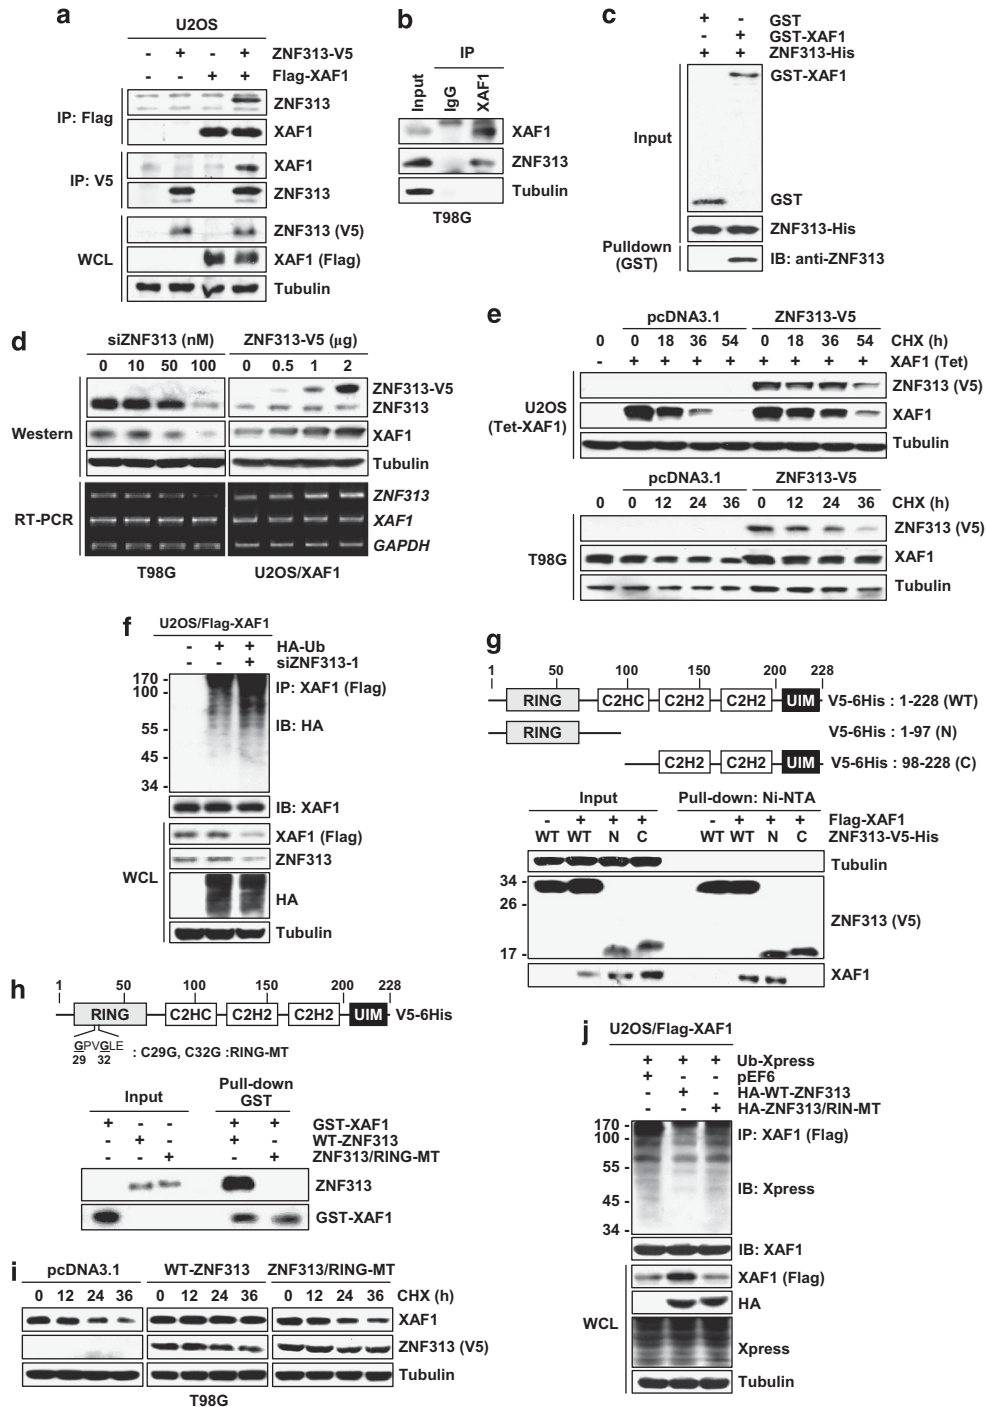 a
U2OS
- + - + ZNF313-V5
- - + + Flag-XAF1
IP: Flag
ZNF313
XAF1
IP: V5
XAF1
ZNF313
WCL
ZNF313 (V5)
XAF1 (Flag)
Tubulin
b
IP
Input IgG XAF1
XAF1
ZNF313
Tubulin
T98G
c
+ - GST
- + GST-XAF1
+ + ZNF313-His
GST-XAF1
Input
GST
ZNF313-His
Pulldown
(GST)
IB: anti-ZNF313
d
siZNF313 (nM) ZNF313-V5 (µg)
0 10 50 100 0 0.5 1 2
ZNF313-V5
ZNF313
Western
XAF1
Tubulin
RT-PCR
ZNF313
XAF1
GAPDH
T98G U2OS/XAF1
e
pcDNA3.1 ZNF313-V5
0 0 18 36 54 0 18 36 54 CHX (h)
- + + + + + + + + XAF1 (Tet)
U2OS
(Tet-XAF1)
ZNF313 (V5)
XAF1
Tubulin
pcDNA3.1 ZNF313-V5
0 0 12 24 36 0 12 24 36 CHX (h)
T98G
ZNF313 (V5)
XAF1
Tubulin
f
U2OS/Flag-XAF1
- + + HA-Ub
- - + siZNF313-1
170 -
100 -
55 -
45 -
34 -
IP: XAF1 (Flag)
IB: HA
IB: XAF1
WCL
XAF1 (Flag)
ZNF313
HA
Tubulin
g
1 50 100 150 200 228
RING C2HC C2H2 C2H2 UIM V5-6His : 1-228 (WT)
RING V5-6His : 1-97 (N)
C2H2 C2H2 UIM V5-6His : 98-228 (C)
Input Pull-down: Ni-NTA
- + + + - + + + Flag-XAF1
WT WT N C WT WT N C ZNF313-V5-His
Tubulin
34 -
26 -
17 -
ZNF313 (V5)
XAF1
h
1 50 100 150 200 228
RING C2HC C2H2 C2H2 UIM V5-6His
GPVGLE
29 32
: C29G, C32G :RING-MT
Input Pull-down
GST
+ - - + + GST-XAF1
- + - + - WT-ZNF313
- - + - + ZNF313/RING-MT
ZNF313
GST-XAF1
i
pcDNA3.1 WT-ZNF313 ZNF313/RING-MT
0 12 24 36 0 12 24 36 0 12 24 36 CHX (h)
XAF1
ZNF313 (V5)
Tubulin
T98G
j
U2OS/Flag-XAF1
+ + + Ub-Xpress
+ - - pEF6
- + - HA-WT-ZNF313
- - + HA-ZNF313/RIN-MT
170 -
100 -
55 -
45 -
34 -
IP: XAF1 (Flag)
IB: Xpress
IB: XAF1
WCL
XAF1 (Flag)
HA
Xpress
Tubulin